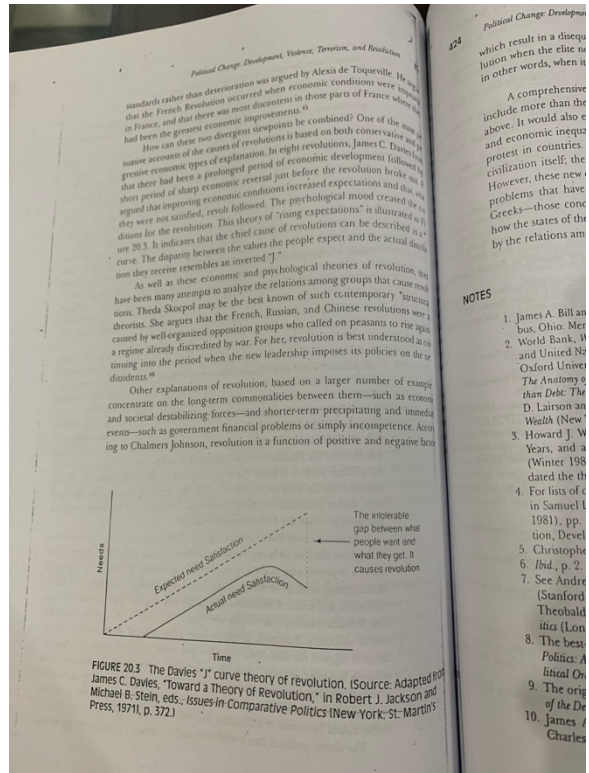 Political Change: Development, Violence, Terrorism, and Revolution
standards rather than deterioration was argued by Alexis de Toqueville. He
that the French Revolution occurred when economic conditions were
in France, and that there was most discontent in those parts of France where
had been the greatest economic improvements.⁴⁵
How can these two divergent viewpoints be combined? One of the
accounts of the causes of revolutions is based on both conservative and
gressive economic types of explanation. In eight revolutions, James C. Davies
that there had been a prolonged period of economic development followed
short period of sharp economic reversal just before the revolution broke
argued that improving economic conditions increased expectations and that
they were not satisfied, revolt followed. The psychological mood created the
ditions for the revolution. This theory of "rising expectations" is illustrated in
ure 20.3. It indicates that the chief cause of revolutions can be described
curve. The disparity between the values the people expect and the actual
tion they receive resembles an inverted "J."
As well as these economic and psychological theories of revolution,
have been many attempts to analyze the relations among groups that cause
tions. Theda Skocpol may be the best known of such contemporary "structural
theorists. She argues that the French, Russian, and Chinese revolutions were
caused by well-organized opposition groups who called on peasants to rise
a regime already discredited by war. For her, revolution is best understood as
tinuing into the period when the new leadership imposes its policies on the
dissidents.⁴⁶
Other explanations of revolution, based on a larger number of
concentrate on the long-term commonalities between them—such as
and societal destabilizing forces—and shorter-term precipitating and
events—such as government financial problems or simply incompetence.
ing to Chalmers Johnson, revolution is a function of positive and negative
Needs
Expected need Satisfaction
Actual need Satisfaction
The intolerable
gap between what
people want and
what they get. It
causes revolution.
Time
FIGURE 20.3 The Davies "J" curve theory of revolution. (Source: Adapted from
James C. Davies, "Toward a Theory of Revolution," in Robert J. Jackson and
Michael B. Stein, eds., Issues in Comparative Politics (New York: St. Martin's
Press, 1971), p. 372.)
424 Political Change: Developme
which result in a disequ
lution when the elite
in other words, when
A comprehensive
include more than the
above. It would also
and economic inequa
protest in countries.
civilization itself; the
However, these new
problems that have
Greeks—those conc
how the states of the
by the relations am
NOTES
1. James A. Bill an
bus, Ohio: Mer
2. World Bank,
and United Na
Oxford Univer
The Anatomy
than Debt: The
D. Lairson an
Wealth (New
3. Howard J. W
Years, and a
(Winter 198
dated the th
4. For lists of
in Samuel
1981), pp.
tion, Devel
5. Christophe
6. Ibid., p. 2.
7. See Andre
(Stanford
Theobald
itics (Lon
8. The best-
Politics: A
litical Or
9. The orig
of the De
10. James
Charles